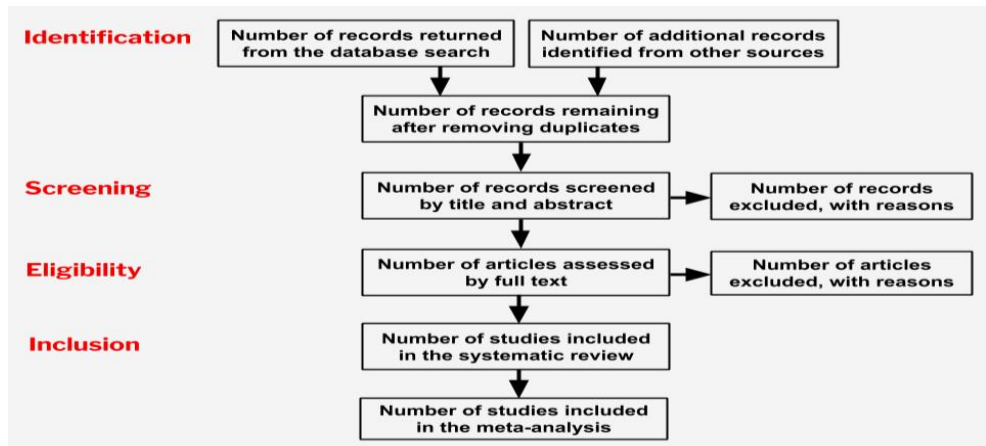 Identification
Number of records returned
from the database search
Number of additional records
identified from other sources
Number of records remaining
after removing duplicates
Screening
Number of records screened
by title and abstract
Number of records
excluded, with reasons
Eligibility
Number of articles assessed
by full text
Number of articles
excluded, with reasons
Inclusion
Number of studies included
in the systematic review
Number of studies included
in the meta-analysis